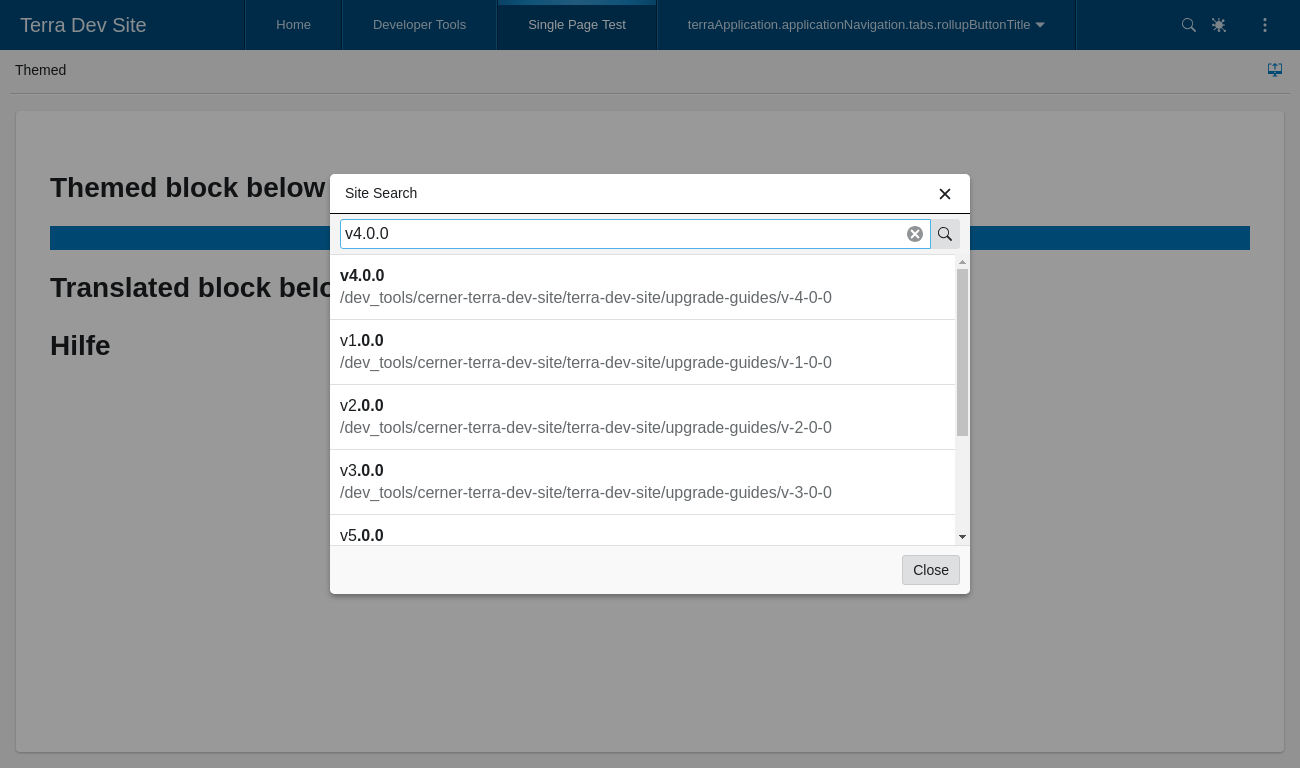 Terra Dev Site
Home
Developer Tools
Single Page Test
terraApplication.applicationNavigation.tabs.rollupButtonTitle
Themed
Themed block below
Translated block belo
Hilfe
Site Search
v4.0.0
v4.0.0
/dev_tools/cerner-terra-dev-site/terra-dev-site/upgrade-guides/v-4-0-0
v1.0.0
/dev_tools/cerner-terra-dev-site/terra-dev-site/upgrade-guides/v-1-0-0
v2.0.0
/dev_tools/cerner-terra-dev-site/terra-dev-site/upgrade-guides/v-2-0-0
v3.0.0
/dev_tools/cerner-terra-dev-site/terra-dev-site/upgrade-guides/v-3-0-0
v5.0.0
Close